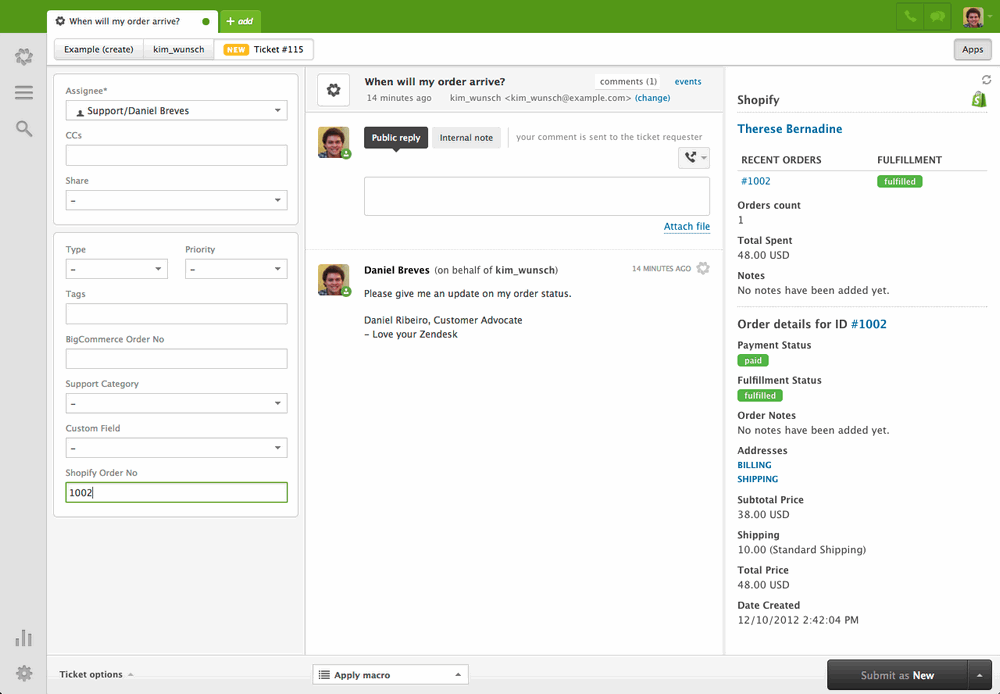 When will my order arrive?
+ add
Example (create)
kim_wunsch
NEW Ticket #115
Apps
Assignee*
Support/Daniel Breves
CCs
Share
–
Type
Priority
–
–
Tags
BigCommerce Order No
Support Category
–
Custom Field
–
Shopify Order No
1002
When will my order arrive?
comments (1)
events
14 minutes ago
kim_wunsch <kim_wunsch@example.com> (change)
Public reply
Internal note
your comment is sent to the ticket requester
Attach file
Daniel Breves (on behalf of kim_wunsch)
14 MINUTES AGO
Please give me an update on my order status.
Daniel Ribeiro, Customer Advocate
– Love your Zendesk
Shopify
Therese Bernadine
RECENT ORDERS
FULFILLMENT
#1002
fulfilled
Orders count
1
Total Spent
48.00 USD
Notes
No notes have been added yet.
Order details for ID #1002
Payment Status
paid
Fulfillment Status
fulfilled
Order Notes
No notes have been added yet.
Addresses
BILLING
SHIPPING
Subtotal Price
38.00 USD
Shipping
10.00 (Standard Shipping)
Total Price
48.00 USD
Date Created
12/10/2012 2:42:04 PM
Ticket options
Apply macro
Submit as New